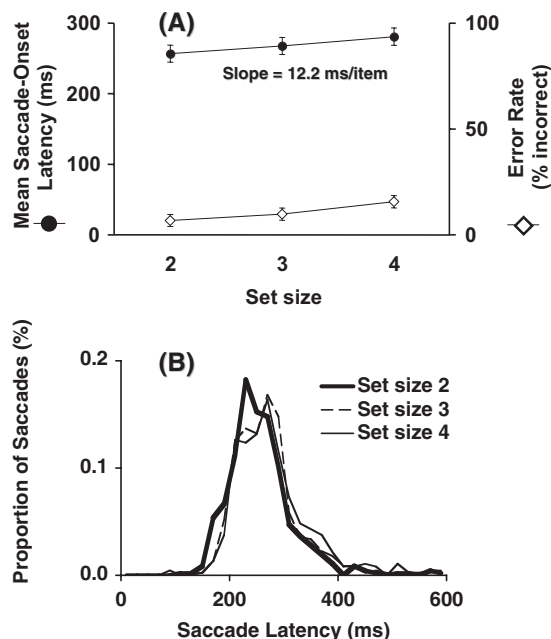 (A)
300
200
100
0
Mean Saccade-Onset
Latency (ms)
Slope = 12.2 ms/item
100
50
0
Error Rate
(% incorrect)
2 3 4
Set size
(B)
0.2
0.1
0.0
Proportion of Saccades (%)
Set size 2
Set size 3
Set size 4
0 200 400 600
Saccade Latency (ms)